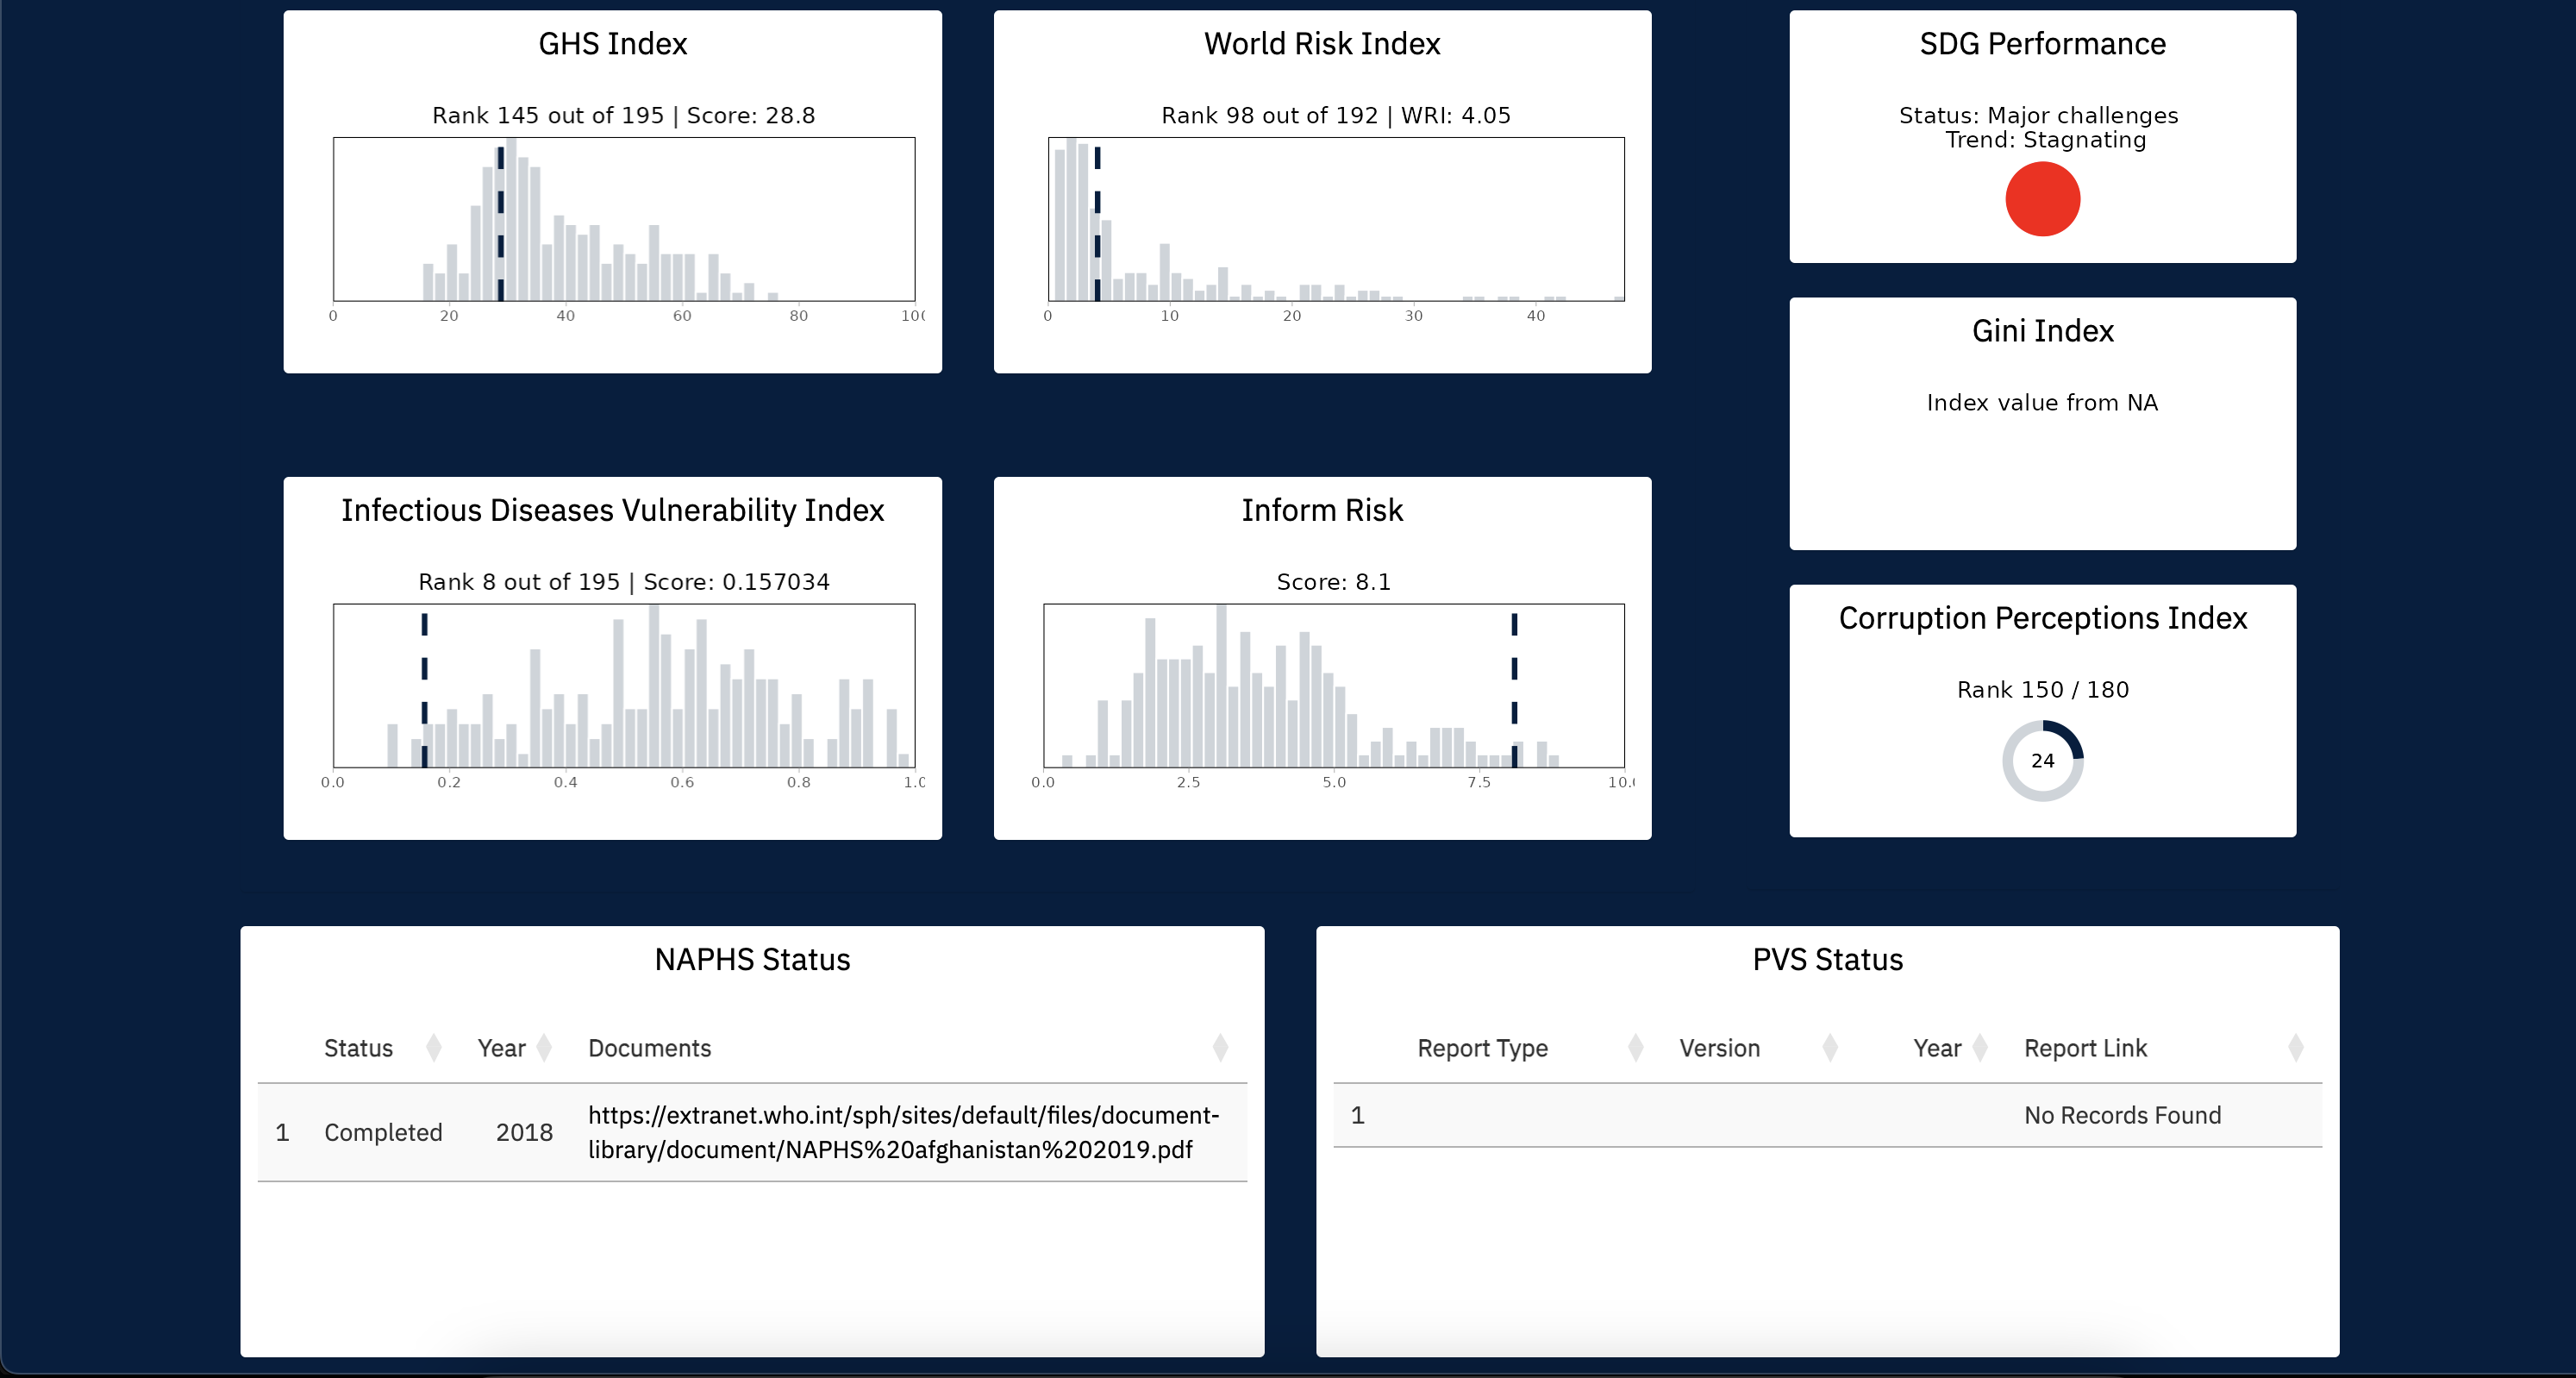 GHS Index
Rank 145 out of 195 | Score: 28.8
0 20 40 60 80 100
World Risk Index
Rank 98 out of 192 | WRI: 4.05
0 10 20 30 40
SDG Performance
Status: Major challenges
Trend: Stagnating
Gini Index
Index value from NA
Infectious Diseases Vulnerability Index
Rank 8 out of 195 | Score: 0.157034
0.0 0.2 0.4 0.6 0.8 1.0
Inform Risk
Score: 8.1
0.0 2.5 5.0 7.5 10.0
Corruption Perceptions Index
Rank 150 / 180
24
NAPHS Status
Status Year Documents
1 Completed 2018 https://extranet.who.int/sph/sites/default/files/document-
library/document/NAPHS%20afghanistan%202019.pdf
PVS Status
Report Type Version Year Report Link
1 No Records Found